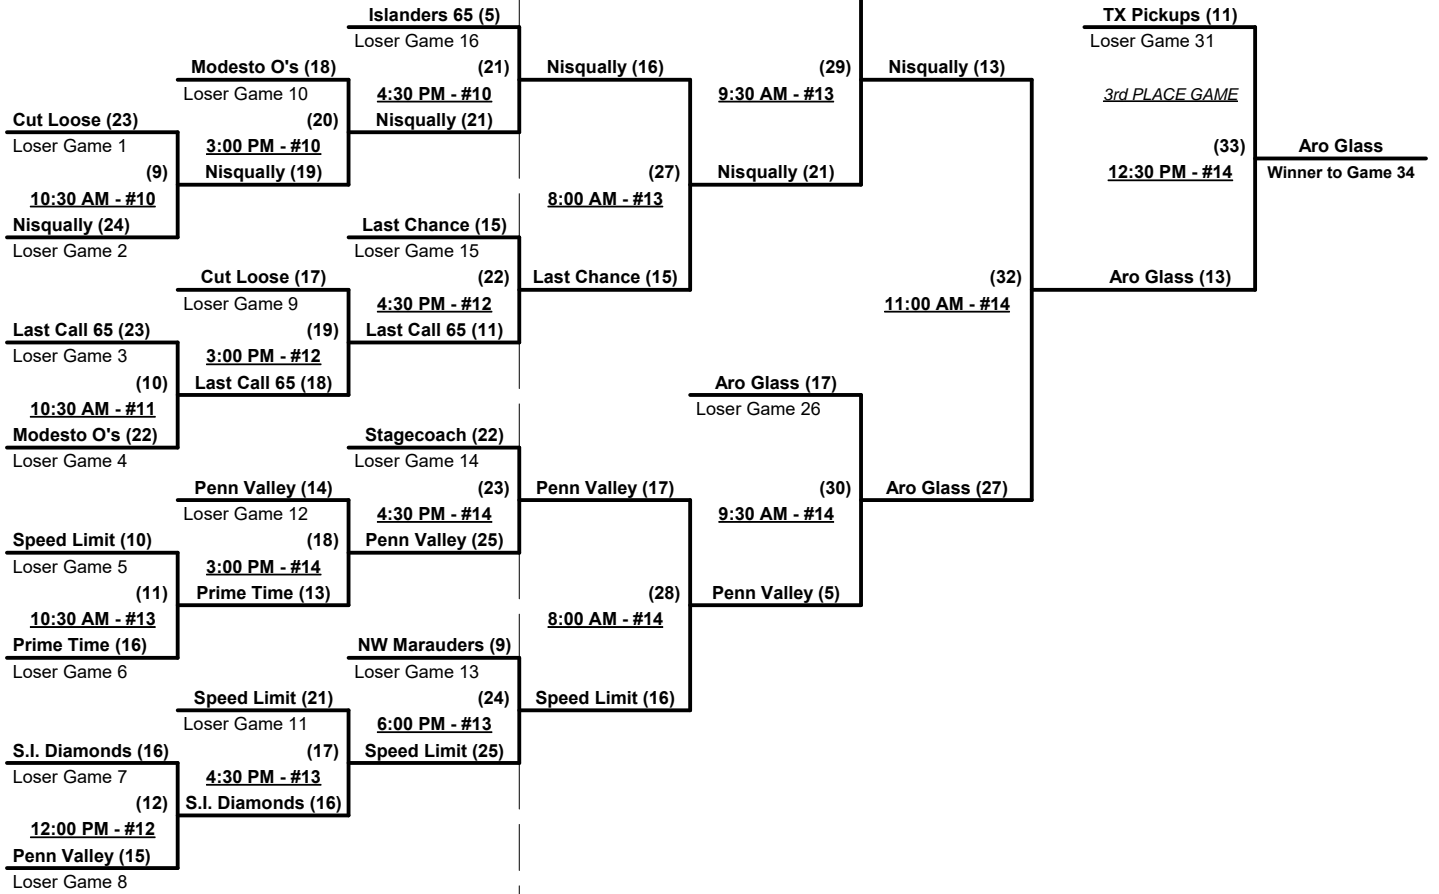 Islanders 65 (5)
Loser Game 16
TX Pickups (11)
Loser Game 31
Modesto O's (18)
Loser Game 10
(21)
4:30 PM - #10
Nisqually (21)
Nisqually (16)
(29)
9:30 AM - #13
Nisqually (13)
3rd PLACE GAME
Cut Loose (23)
Loser Game 1
(20)
3:00 PM - #10
Nisqually (19)
(9)
10:30 AM - #10
Nisqually (24)
Loser Game 2
(27)
8:00 AM - #13
Nisqually (21)
(33)
12:30 PM - #14
Aro Glass
Winner to Game 34
Last Chance (15)
Loser Game 15
Cut Loose (17)
Loser Game 9
(22)
4:30 PM - #12
Last Call 65 (11)
Last Chance (15)
(32)
11:00 AM - #14
Aro Glass (13)
Last Call 65 (23)
Loser Game 3
(19)
3:00 PM - #12
Last Call 65 (18)
(10)
10:30 AM - #11
Modesto O's (22)
Loser Game 4
Aro Glass (17)
Loser Game 26
Stagecoach (22)
Loser Game 14
Penn Valley (14)
Loser Game 12
(23)
4:30 PM - #14
Penn Valley (25)
Penn Valley (17)
(30)
9:30 AM - #14
Aro Glass (27)
Speed Limit (10)
Loser Game 5
(18)
3:00 PM - #14
Prime Time (13)
(11)
10:30 AM - #13
Prime Time (16)
Loser Game 6
(28)
8:00 AM - #14
Penn Valley (5)
NW Marauders (9)
Loser Game 13
Speed Limit (21)
Loser Game 11
(24)
6:00 PM - #13
Speed Limit (25)
Speed Limit (16)
S.I. Diamonds (16)
Loser Game 7
(17)
4:30 PM - #13
S.I. Diamonds (16)
(12)
12:00 PM - #12
Penn Valley (15)
Loser Game 8